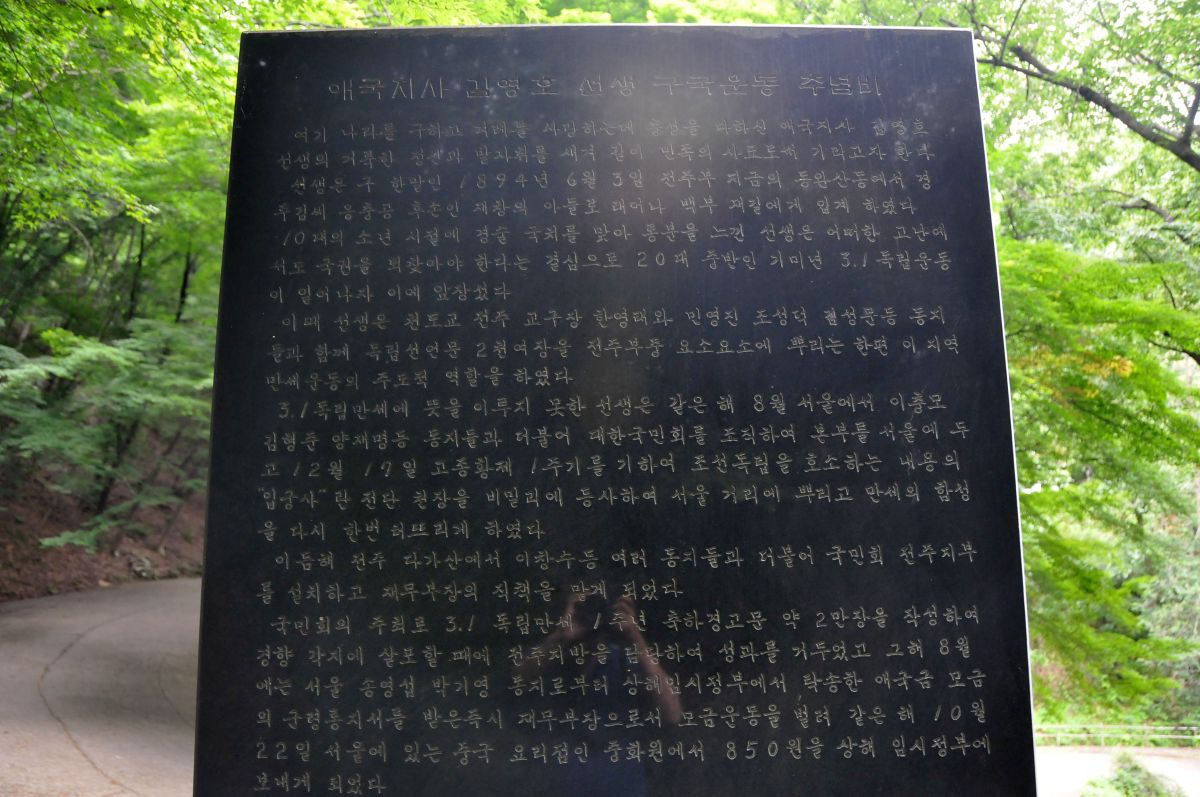 애국지사 김영호 선생 구국운동 추념비
여기 나라를 구하고 겨레를 사랑하는데 충성을 다하신 애국지사 김영호
선생의 거룩한 정신과 발자취를 새겨 길이 민족의 사표로써 기리고자 한다
선생은 구 한말인 1894년 6월 3일 전주부 지금의 동완산동에서 경
주김씨 충공 후손인 재창의 아들로 태어나 백부 재길에게 입계 하였다
10대의 소년 시절에 경술 국치를 맞아 통분을 느낀 선생은 어떠한 고난에
서도 국권을 되찾아야 한다는 결심으로 20대 중반인 기미년 3.1 독립운동
이 일어나자 이에 앞장섰다
이때 선생은 천도교 전주 교구장 한영태와 민영진 조성덕 김성문등 동지
들과 함께 독립선언문 2천여장을 전주부중 요소요소에 뿌리는 한편 이 지역
만세운동의 주도적 역할을 하였다
3.1독립만세에 뜻을 이루지 못한 선생은 같은 해 8월 서울에서 이충모
김형준 양재명등 동지들과 더불어 대한국민회를 조직하여 본부를 서울에 두
고 12월 17일 고종황제 1주기를 기하여 조선독립을 호소하는 내용의
"임궁사" 란 전단 천장을 비밀리에 등사하여 서울 거리에 뿌리고 만세의 함성
을 다시 한번 터뜨리게 하였다
이듬해 전주 다가산에서 이창수등 여러 동지들과 더불어 국민회 전주지부
를 설치하고 재무부장의 직책을 맡게 되었다
국민회의 주최로 3.1 독립만세 1주년 축하경고문 약 2만장을 작성하여
경향 각지에 살포할 때에 전주지방을 담당하여 성과를 거두었고 그해 8월
에는 서울 송영섭 박기영 동지로부터 상해임시정부에서 탁송한 애국금 모금
의 군령통지서를 받은즉시 재무부장으로서 모금운동을 벌려 같은 해 10월
22일 서울에 있는 중국 요리점인 중화원에서 850원을 상해 임시정부에
보내게 되었다